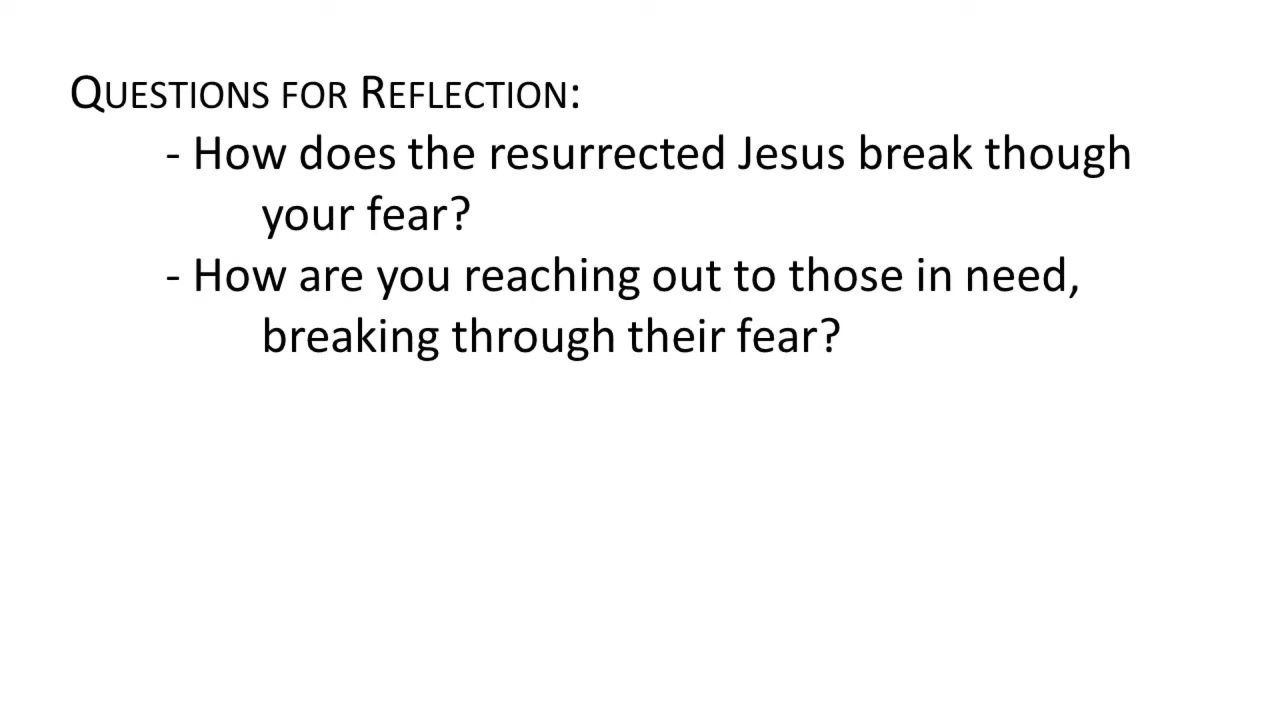 QUESTIONS FOR REFLECTION:
- How does the resurrected Jesus break though
your fear?
- How are you reaching out to those in need,
breaking through their fear?